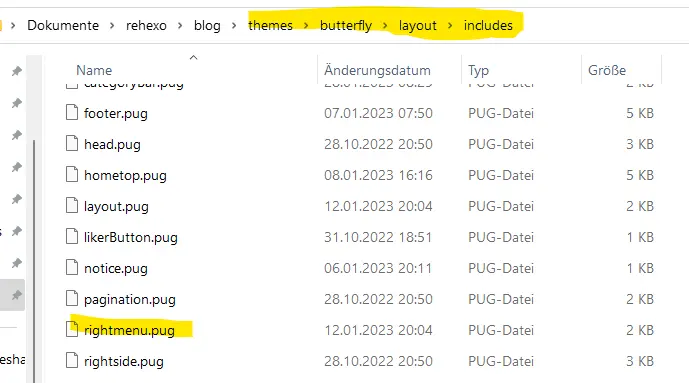 Dokumente > rehexo > blog > themes > butterfly > layout > includes
Name Änderungsdatum Typ Größe
categoryBar.pug PUG-Datei 2 KB
footer.pug 07.01.2023 07:50 PUG-Datei 5 KB
head.pug 28.10.2022 20:50 PUG-Datei 3 KB
hometop.pug 08.01.2023 16:16 PUG-Datei 5 KB
layout.pug 12.01.2023 20:04 PUG-Datei 2 KB
likerButton.pug 31.10.2022 18:51 PUG-Datei 1 KB
notice.pug 06.01.2023 20:11 PUG-Datei 1 KB
pagination.pug 28.10.2022 20:50 PUG-Datei 2 KB
rightmenu.pug 12.01.2023 20:04 PUG-Datei 2 KB
rightside.pug 28.10.2022 20:50 PUG-Datei 3 KB